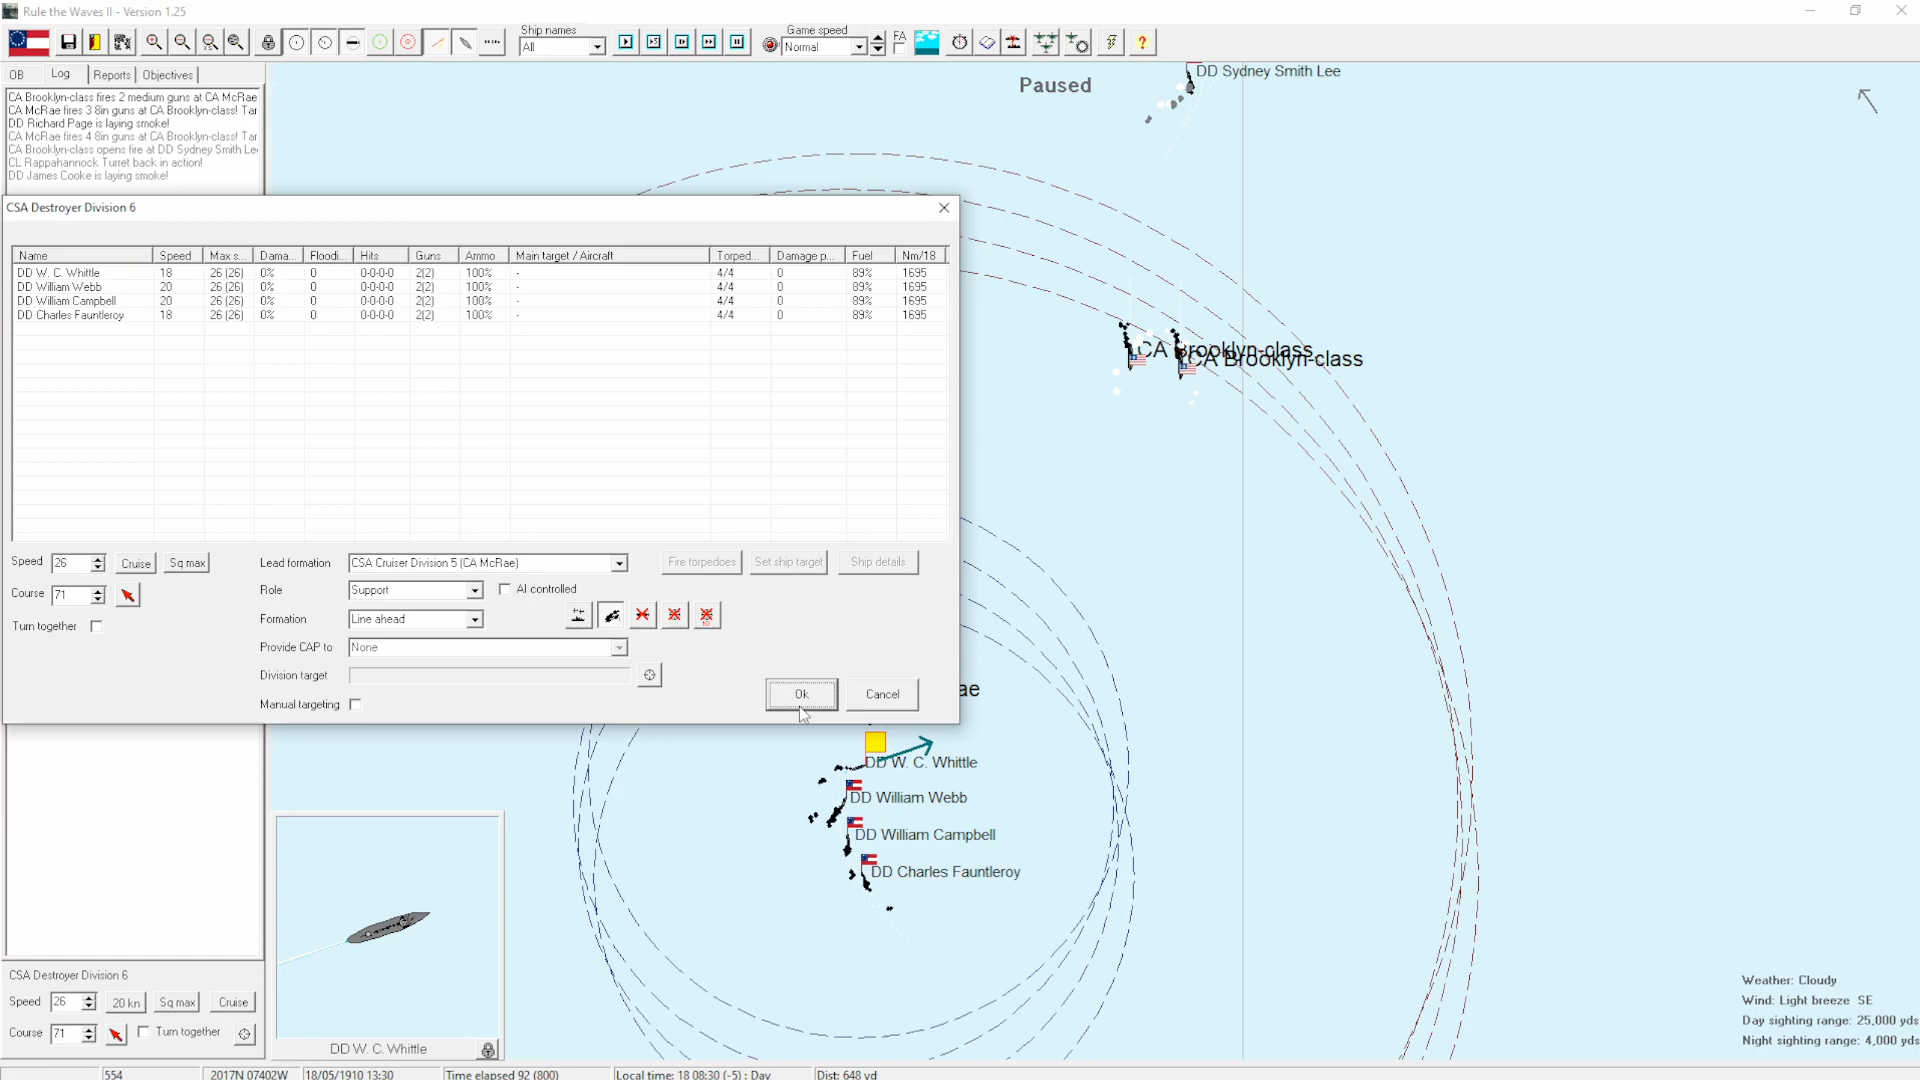 Rule the Waves II - Version 1.25
Ship names
All
Game speed
Normal
FA
OB
Log
Reports
Objectives
CA Brooklyn-class fires 2 medium guns at CA McRae
CA McRae fires 3 8in guns at CA Brooklyn-class! Tar
DD Richard Page is laying smoke!
CA McRae fires 4 8in guns at CA Brooklyn-class! Tar
CA Brooklyn-class opens fire at DD Sydney Smith Le
CL Rappahannock Turret back in action!
DD James Cooke is laying smoke!
Paused
DD Sydney Smith Lee
CSA Destroyer Division 6
Name Speed Max s... Dama... Floodi... Hits Guns Ammo Main target / Aircraft Torped... Damage p... Fuel Nm/18
DD W. C. Whittle 18 26 (26) 0% 0 0-0-0-0 2(2) 100% - 4/4 0 89% 1695
DD William Webb 20 26 (26) 0% 0 0-0-0-0 2(2) 100% - 4/4 0 89% 1695
DD William Campbell 20 26 (26) 0% 0 0-0-0-0 2(2) 100% - 4/4 0 89% 1695
DD Charles Fauntleroy 18 26 (26) 0% 0 0-0-0-0 2(2) 100% - 4/4 0 89% 1695
CA Brooklyn-class
CA Brooklyn-class
Speed 26 Cruise Sq max
Course 71
Turn together
Lead formation CSA Cruiser Division 5 (CA McRae)
Role Support AI controlled
Formation Line ahead
Provide CAP to None
Division target
Manual targeting
Fire torpedoes Set ship target Ship details
10
Ok Cancel
ae
DD W. C. Whittle
DD William Webb
DD William Campbell
DD Charles Fauntleroy
CSA Destroyer Division 6
Speed 26 20 kn Sq max Cruise
Course 71 Turn together
DD W. C. Whittle
Weather: Cloudy
Wind: Light breeze SE
Day sighting range: 25,000 yds
Night sighting range: 4,000 yds
554 2017N 07402W 18/05/1910 13:30 Time elapsed 92 (800) Local time: 18 08:30 (-5) : Day Dist: 648 yd